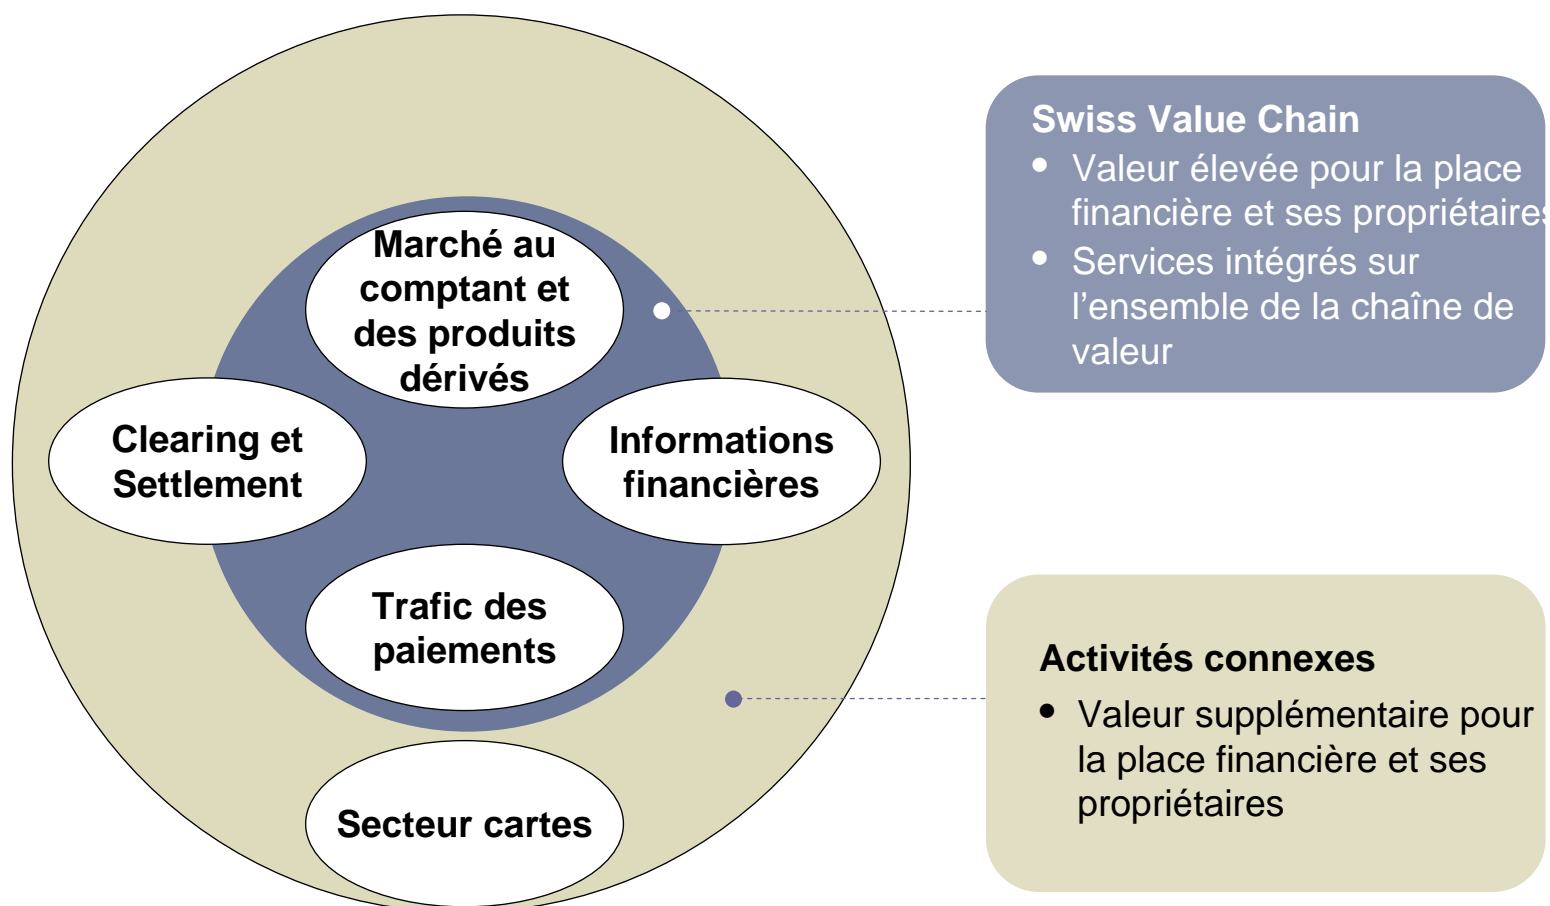 Marché au
comptant et
des produits
dérivés
Clearing et
Settlement
Informations
financières
Trafic des
paiements
Secteur cartes
Swiss Value Chain
• Valeur élevée pour la place
financière et ses propriétaires
• Services intégrés sur
l’ensemble de la chaîne de
valeur
Activités connexes
• Valeur supplémentaire pour
la place financière et ses
propriétaires